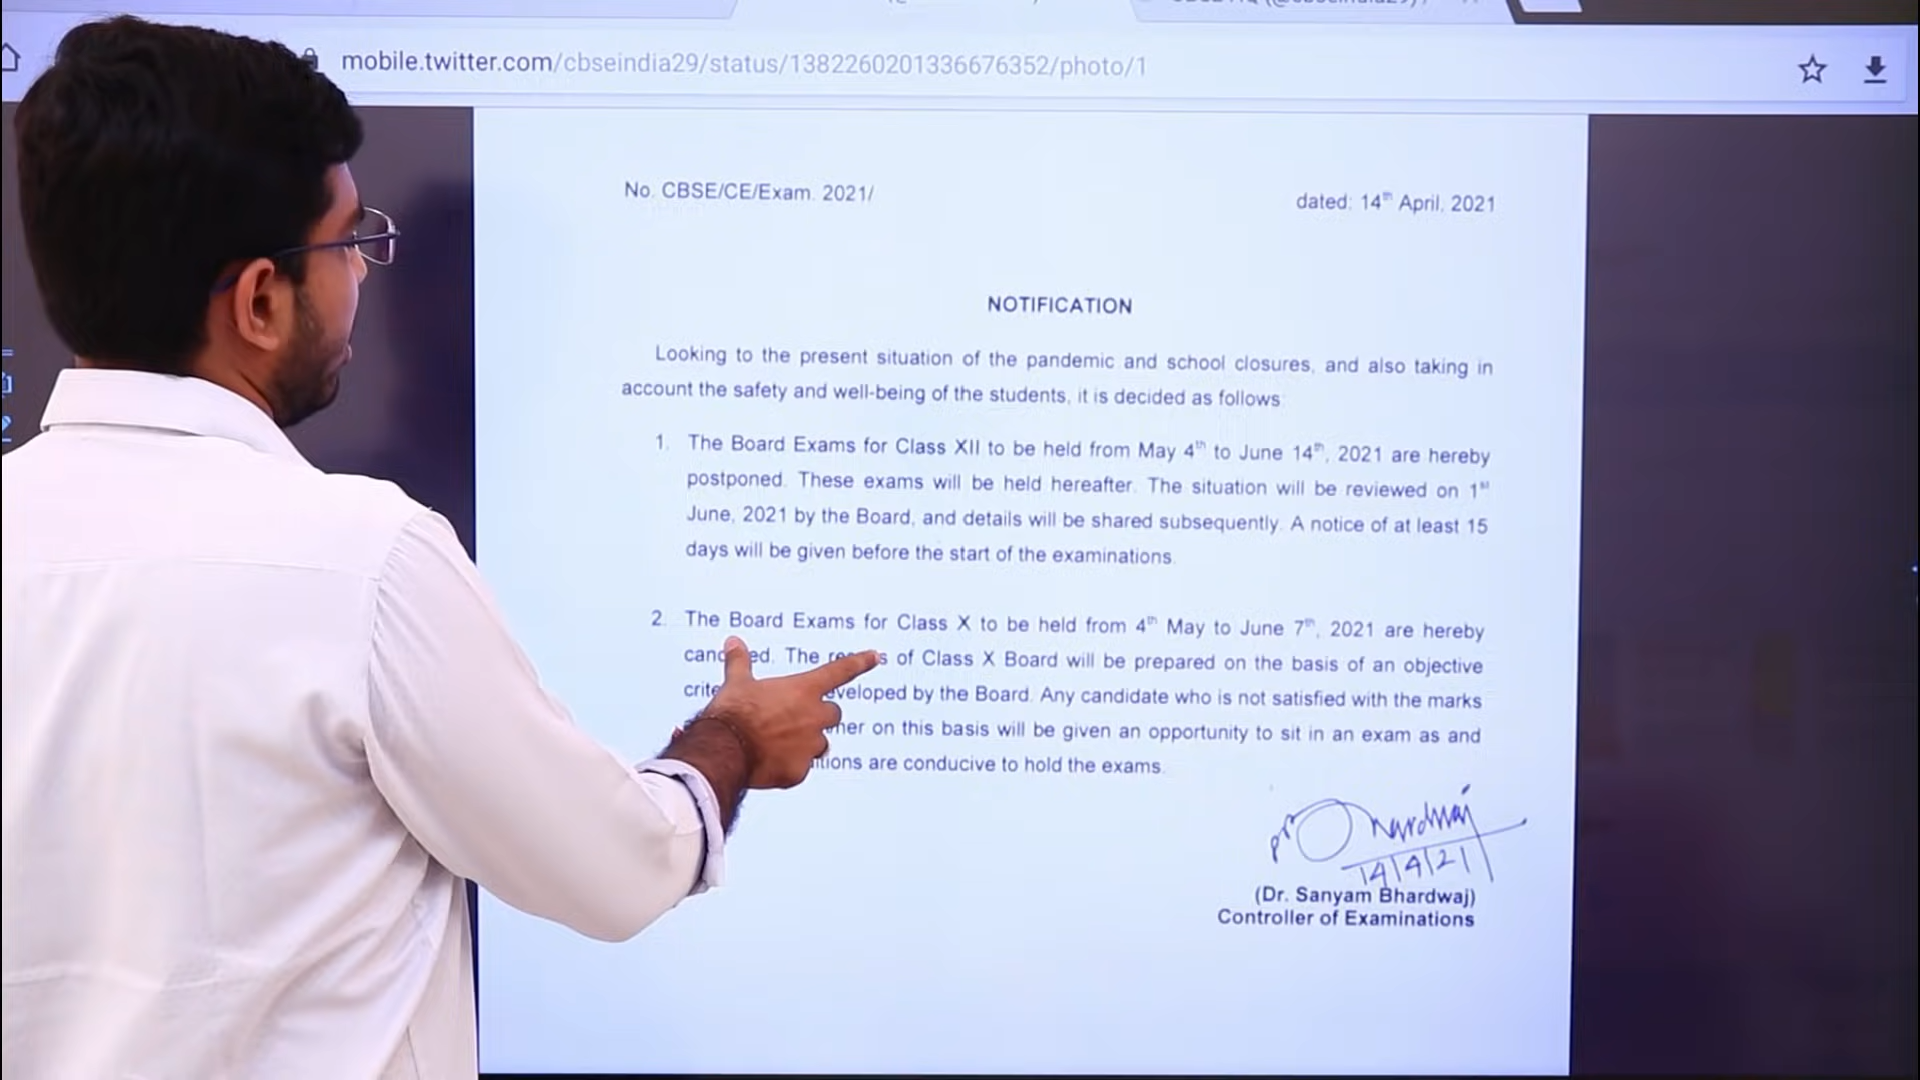 mobile.twitter.com/cbseindia29/status/1382260201336676352/photo/1
No. CBSE/CE/Exam. 2021/
dated: 14th April, 2021
NOTIFICATION
Looking to the present situation of the pandemic and school closures, and also taking in
account the safety and well-being of the students, it is decided as follows:
1. The Board Exams for Class XII to be held from May 4th to June 14th, 2021 are hereby
postponed. These exams will be held hereafter. The situation will be reviewed on 1st
June, 2021 by the Board, and details will be shared subsequently. A notice of at least 15
days will be given before the start of the examinations.
2. The Board Exams for Class X to be held from 4th May to June 7th, 2021 are hereby
The of Class X Board will be prepared on the basis of an objective
by the Board. Any candidate who is not satisfied with the marks
on this basis will be given an opportunity to sit in an exam as and
are conducive to hold the exams.
14/4/21
(Dr. Sanyam Bhardwaj)
Controller of Examinations